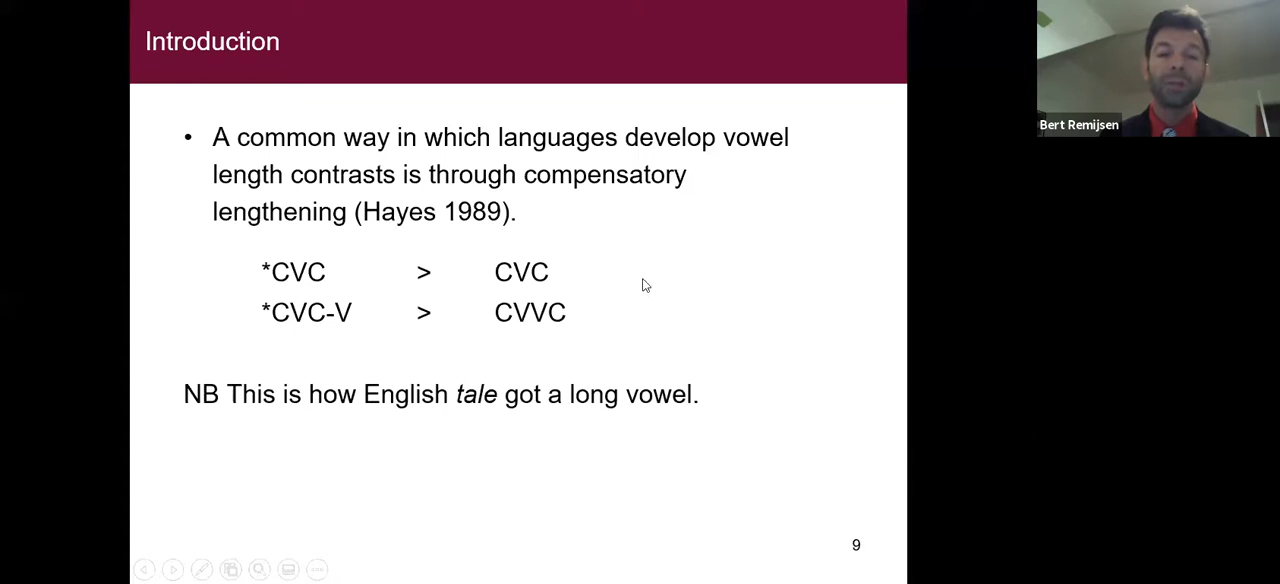 Introduction
• A common way in which languages develop vowel
length contrasts is through compensatory
lengthening (Hayes 1989).
*CVC > CVC
*CVC-V > CVVC
NB This is how English tale got a long vowel.
9
Bert Remijsen